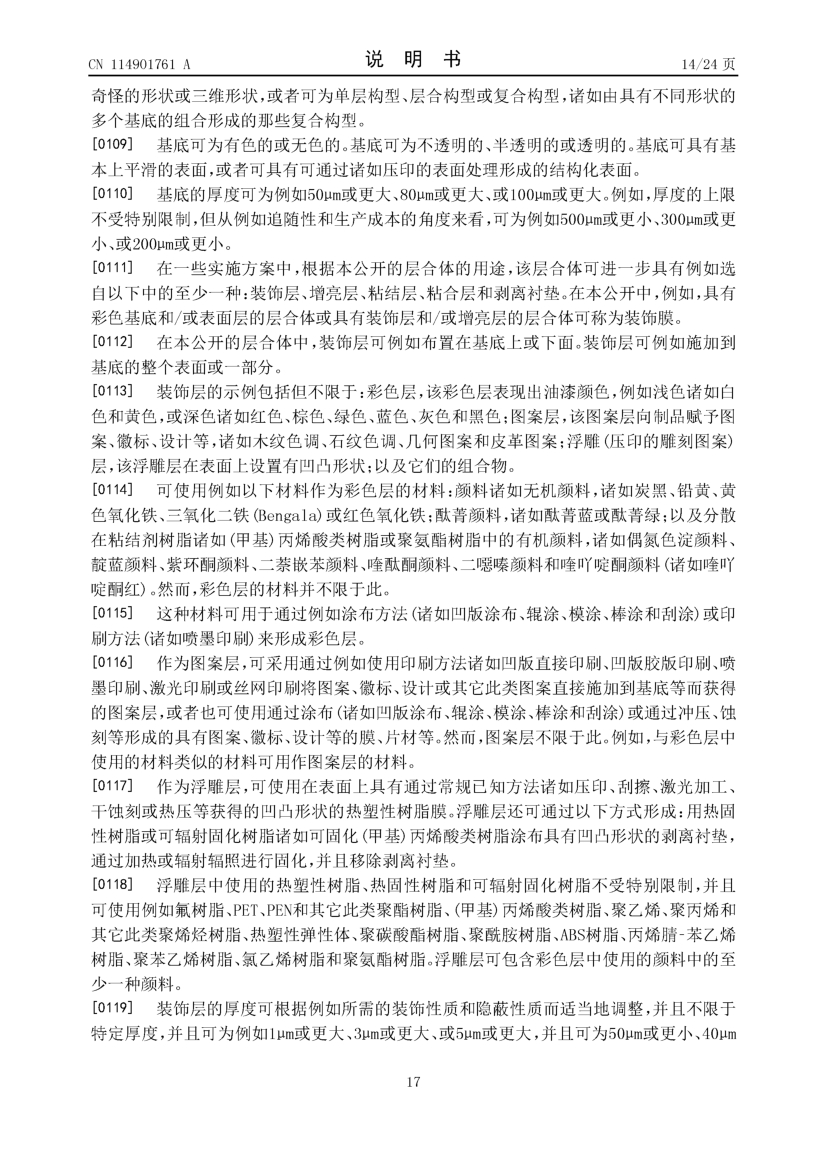 CN 114901761 A
说 明 书
14/24 页
奇怪的形状或三维形状,或者可为单层构型、层合构型或复合构型,诸如由具有不同形状的
多个基底的组合形成的那些复合构型。
[0109] 基底可为有色的或无色的。基底可为不透明的、半透明的或透明的。基底可具有基
本上平滑的表面,或者可具有可通过诸如压印的表面处理形成的结构化表面。
[0110] 基底的厚度可为例如50μm或更大、80μm或更大、或100μm或更大。例如,厚度的上限
不受特别限制,但从例如追随性和生产成本的角度来看,可为例如500μm或更小、300μm或更
小、或200μm或更小。
[0111] 在一些实施方案中,根据本公开的层合体的用途,该层合体可进一步具有例如选
自以下中的至少一种:装饰层、增亮层、粘结层、粘合层和剥离衬垫。在本公开中,例如,具有
彩色基底和/或表面层的层合体或具有装饰层和/或增亮层的层合体可称为装饰膜。
[0112] 在本公开的层合体中,装饰层可例如布置在基底上或下面。装饰层可例如施加到
基底的整个表面或一部分。
[0113] 装饰层的示例包括但不限于:彩色层,该彩色层表现出油漆颜色,例如浅色诸如白
色和黄色,或深色诸如红色、棕色、绿色、蓝色、灰色和黑色;图案层,该图案层向制品赋予图
案、徽标、设计等,诸如木纹色调、石纹色调、几何图案和皮革图案;浮雕(压印的雕刻图案)
层,该浮雕层在表面上设置有凹凸形状;以及它们的组合物。
[0114] 可使用例如以下材料作为彩色层的材料:颜料诸如无机颜料,诸如炭黑、铅黄、黄
色氧化铁、三氧化二铁(Bengala)或红色氧化铁;酞菁颜料,诸如酞菁蓝或酞菁绿;以及分散
在粘结剂树脂诸如(甲基)丙烯酸类树脂或聚氨酯树脂中的有机颜料,诸如偶氮色淀颜料、
靛蓝颜料、紫环酮颜料、二萘嵌苯颜料、喹酞酮颜料、二噁嗪颜料和喹吖啶酮颜料(诸如喹吖
啶酮红)。然而,彩色层的材料并不限于此。
[0115] 这种材料可用于通过例如涂布方法(诸如凹版涂布、辊涂、模涂、棒涂和刮涂)或印
刷方法(诸如喷墨印刷)来形成彩色层。
[0116] 作为图案层,可采用通过例如使用印刷方法诸如凹版直接印刷、凹版胶版印刷、喷
墨印刷、激光印刷或丝网印刷将图案、徽标、设计或其它此类图案直接施加到基底等而获得
的图案层,或者也可使用通过涂布(诸如凹版涂布、辊涂、模涂、棒涂和刮涂)或通过冲压、蚀
刻等形成的具有图案、徽标、设计等的膜、片材等。然而,图案层不限于此。例如,与彩色层中
使用的材料类似的材料可用作图案层的材料。
[0117] 作为浮雕层,可使用在表面上具有通过常规已知方法诸如压印、刮擦、激光加工、
干蚀刻或热压等获得的凹凸形状的热塑性树脂膜。浮雕层还可通过以下方式形成:用热固
性树脂或可辐射固化树脂诸如可固化(甲基)丙烯酸类树脂涂布具有凹凸形状的剥离衬垫,
通过加热或辐射辐照进行固化,并且移除剥离衬垫。
[0118] 浮雕层中使用的热塑性树脂、热固性树脂和可辐射固化树脂不受特别限制,并且
可使用例如氟树脂、PET、PEN和其它此类聚酯树脂、(甲基)丙烯酸类树脂、聚乙烯、聚丙烯和
其它此类聚烯烃树脂、热塑性弹性体、聚碳酸酯树脂、聚酰胺树脂、ABS树脂、丙烯腈-苯乙烯
树脂、聚苯乙烯树脂、氯乙烯树脂和聚氨酯树脂。浮雕层可包含彩色层中使用的颜料中的至
少一种颜料。
[0119] 装饰层的厚度可根据例如所需的装饰性质和隐蔽性质而适当地调整,并且不限于
特定厚度,并且可为例如1μm或更大、3μm或更大、或5μm或更大,并且可为50μm或更小、40μm
17